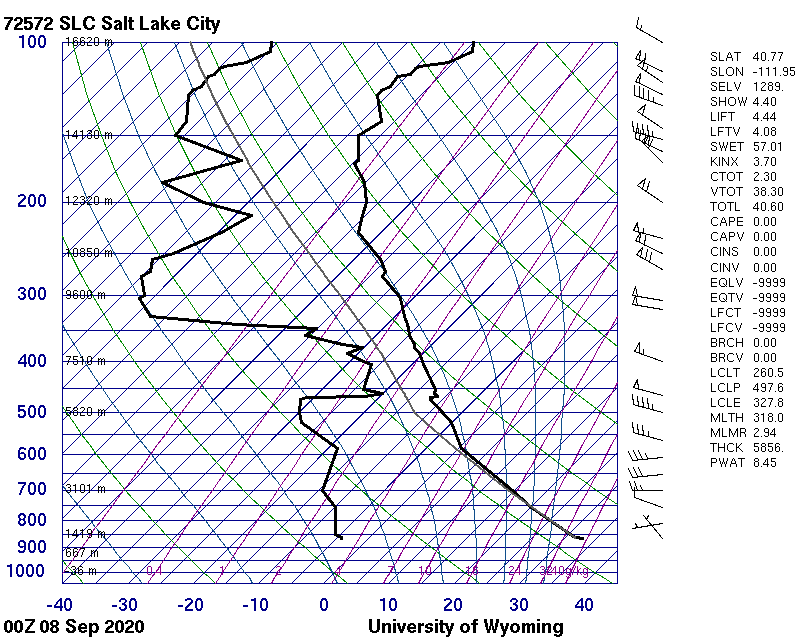 72572 SLC Salt Lake City
100 16620 m
14130 m
200 12320 m
10850 m
300 9600 m
400 7510 m
500 5820 m
600
700 3101 m
800 1419 m
900 667 m
1000 -36 m
0.4 1 2 4 7 10 16 24 32 40g/kg
-40 -30 -20 -10 0 10 20 30 40
00Z 08 Sep 2020 University of Wyoming
SLAT 40.77
SLON -111.95
SELV 1289.
SHOW 4.40
LIFT 4.44
LFTV 4.08
SWET 57.01
KINX 3.70
CTOT 2.30
VTOT 38.30
TOTL 40.60
CAPE 0.00
CAPV 0.00
CINS 0.00
CINV 0.00
EQLV -9999
EQTV -9999
LFCT -9999
LFCV -9999
BRCH 0.00
BRCV 0.00
LCLT 260.5
LCLP 497.6
LCLE 327.8
MLTH 318.0
MLMR 2.94
THCK 5856.
PWAT 8.45